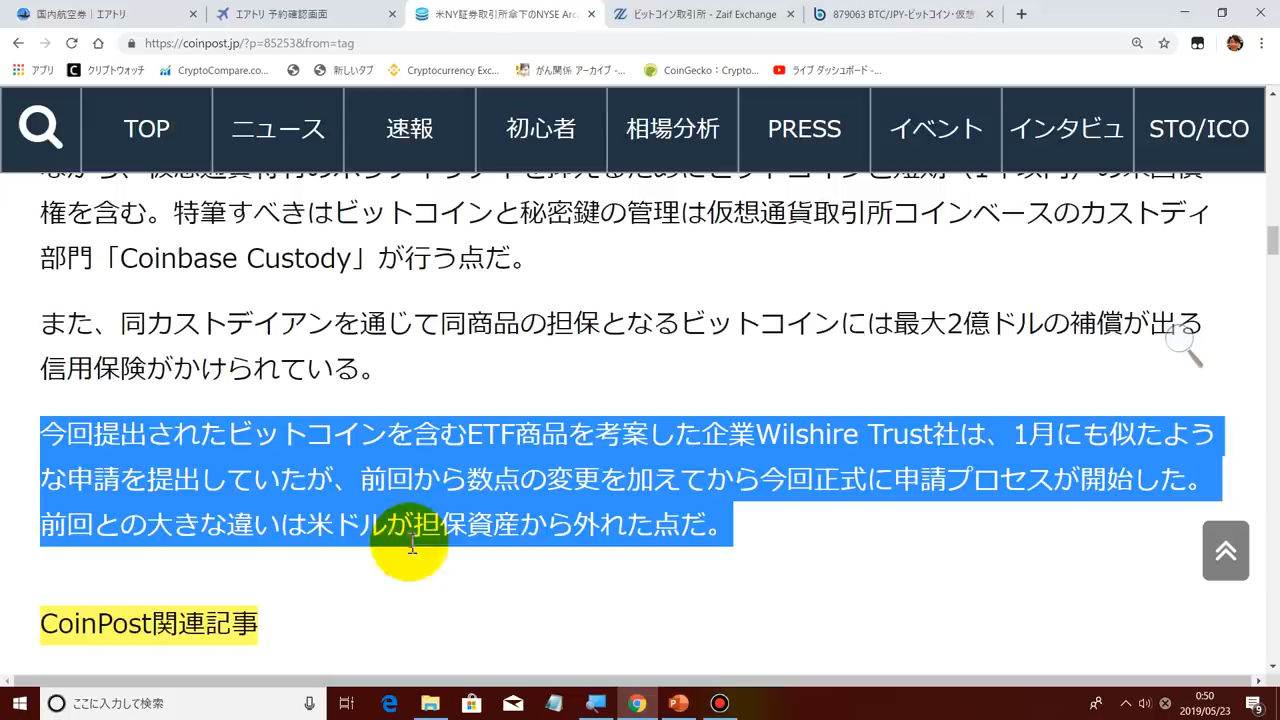 国内航空券 | エアトリ
エアトリ 予約確認画面
米NY証券取引所傘下のNYSE Arc
ビットコイン取引所 - Zaif Exchange
879063 BTC/JPY-ビットコイン・仮想
https://coinpost.jp/?p=85253&from=tag
アプリ
クリプトウォッチ
CryptoCompare.co...
新しいタブ
Cryptocurrency Exc...
がん関係 アーカイブ - ...
CoinGecko：Crypto...
ライブ ダッシュボード - ...
TOP
ニュース
速報
初心者
相場分析
PRESS
イベント
インタビュ
STO/ICO
権を含む。特筆すべきはビットコインと秘密鍵の管理は仮想通貨取引所コインベースのカストディ
部門「Coinbase Custody」が行う点だ。
また、同カストデイアンを通じて同商品の担保となるビットコインには最大2億ドルの補償が出る
信用保険がかけられている。
今回提出されたビットコインを含むETF商品を考案した企業Wilshire Trust社は、1月にも似たよう
な申請を提出していたが、前回から数点の変更を加えてから今回正式に申請プロセスが開始した。
前回との大きな違いは米ドルが担保資産から外れた点だ。
CoinPost関連記事
ここに入力して検索
0:50
2019/05/23
9